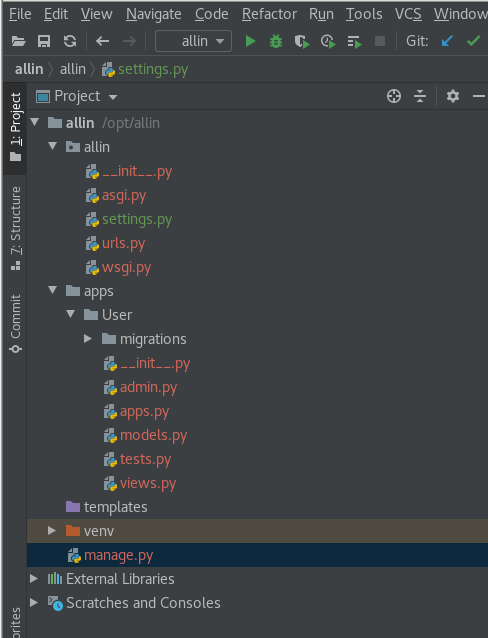 File Edit View Navigate Code Refactor Run Tools VCS Window
allin Git:
allin allin settings.py
Project
1: Project
7: Structure
Commit
allin /opt/allin
allin
__init__.py
asgi.py
settings.py
urls.py
wsgi.py
apps
User
migrations
__init__.py
admin.py
apps.py
models.py
tests.py
views.py
templates
venv
manage.py
External Libraries
Scratches and Consoles